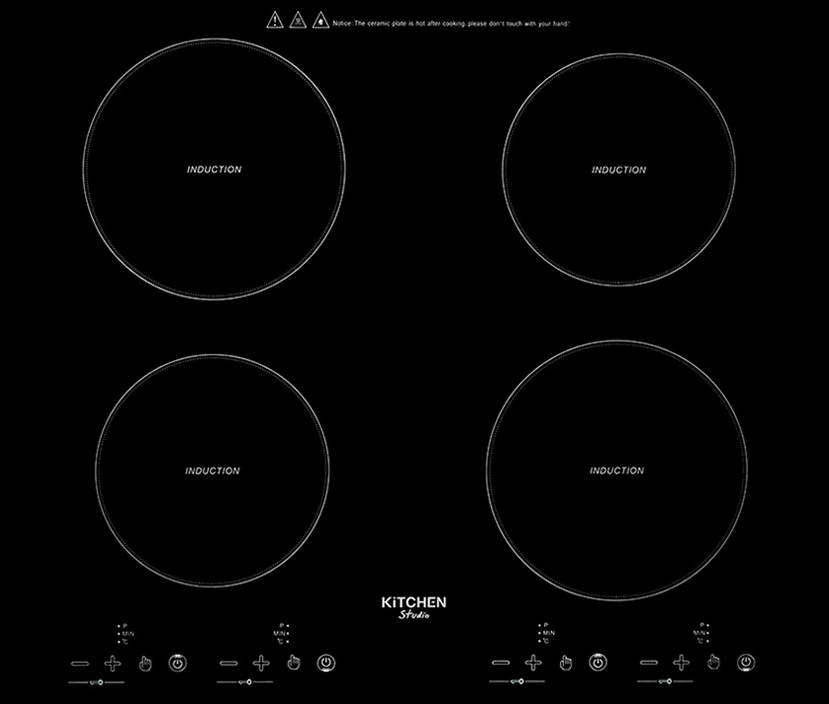 Notice: The ceramic plate is hot after cooking, please don't touch with your hand!
INDUCTION INDUCTION
INDUCTION INDUCTION
KiTCHEN
Studio
P P P P
MIN MIN MIN MIN
℃ ℃ ℃ ℃